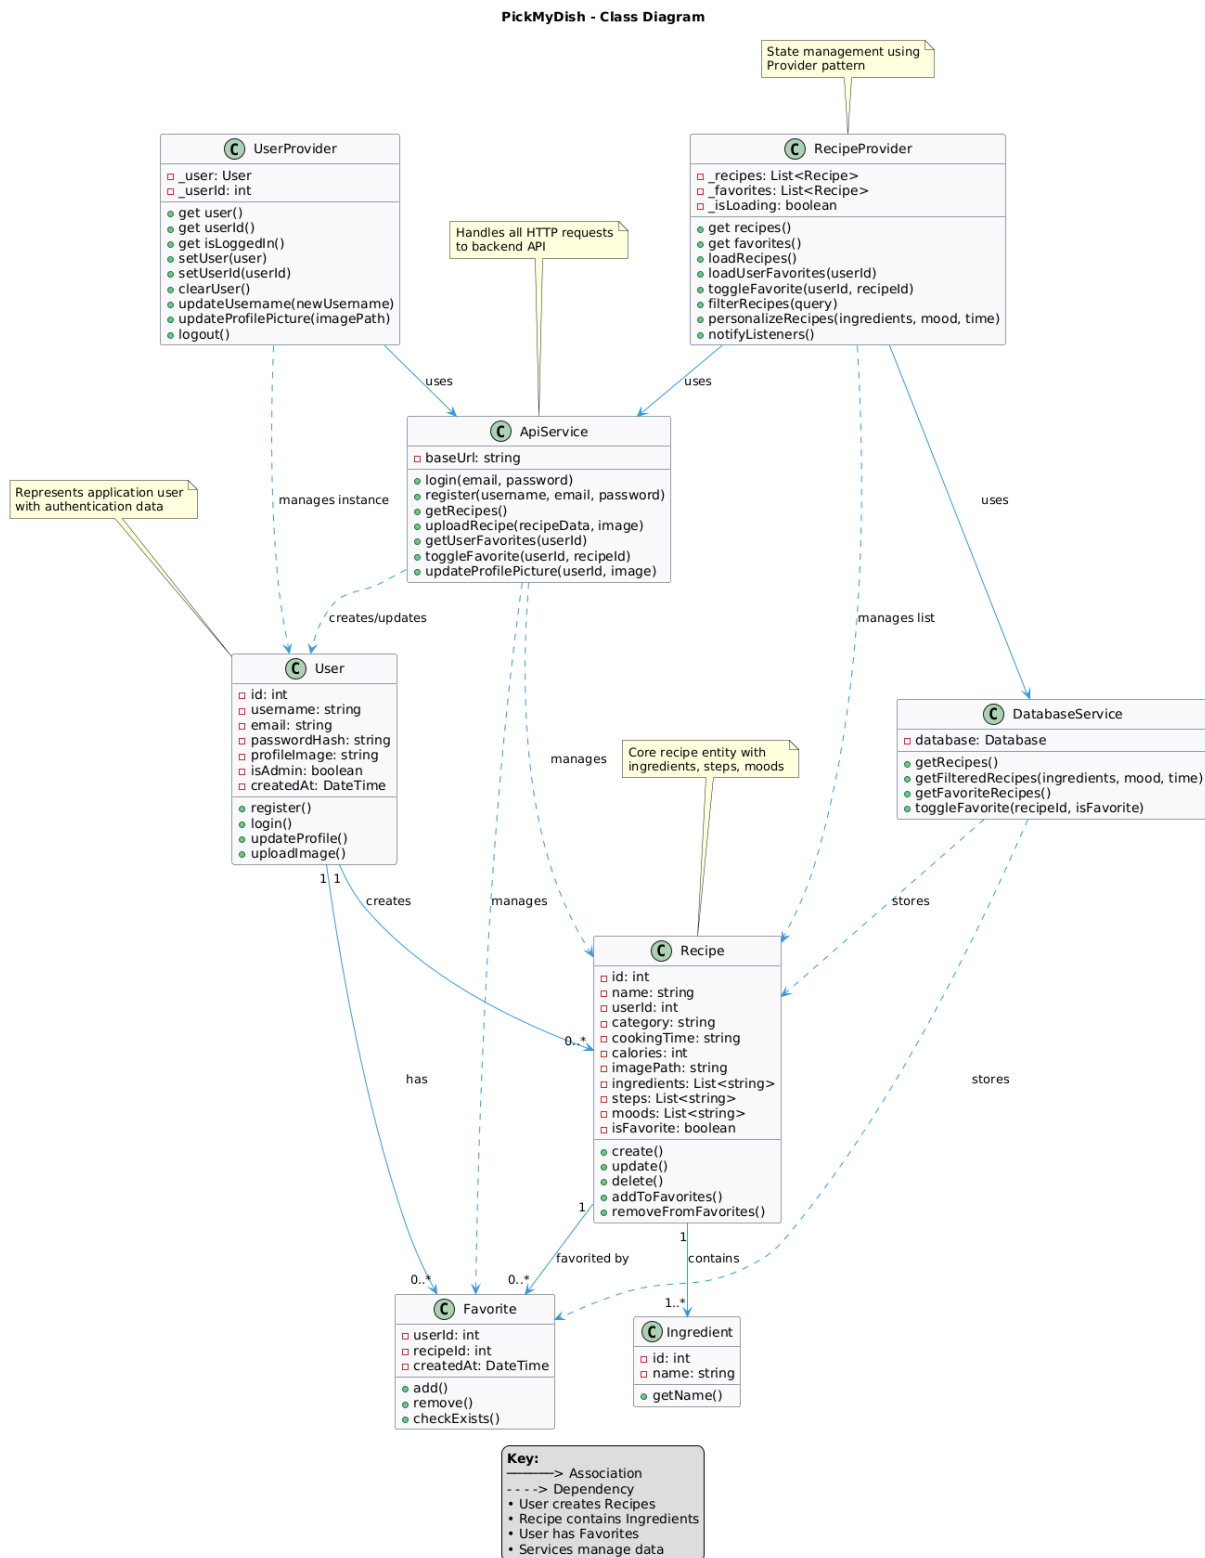 PickMyDish - Class Diagram
State management using
Provider pattern
C UserProvider
_user: User
_userId: int
get user()
get userId()
get isLoggedIn()
setUser(user)
setUserId(userId)
clearUser()
updateUsername(newUsername)
updateProfilePicture(imagePath)
logout()
C RecipeProvider
_recipes: List<Recipe>
_favorites: List<Recipe>
_isLoading: boolean
get recipes()
get favorites()
loadRecipes()
loadUserFavorites(userId)
toggleFavorite(userId, recipeId)
filterRecipes(query)
personalizeRecipes(ingredients, mood, time)
notifyListeners()
Handles all HTTP requests
to backend API
uses
uses
C ApiService
baseUrl: string
login(email, password)
register(username, email, password)
getRecipes()
uploadRecipe(recipeData, image)
getUserFavorites(userId)
toggleFavorite(userId, recipeId)
updateProfilePicture(userId, image)
Represents application user
with authentication data
manages instance
uses
creates/updates
manages list
C User
id: int
username: string
email: string
passwordHash: string
profileImage: string
isAdmin: boolean
createdAt: DateTime
register()
login()
updateProfile()
uploadImage()
manages
Core recipe entity with
ingredients, steps, moods
C DatabaseService
database: Database
getRecipes()
getFilteredRecipes(ingredients, mood, time)
getFavoriteRecipes()
toggleFavorite(recipeId, isFavorite)
1
1
creates
manages
stores
C Recipe
id: int
name: string
userId: int
category: string
cookingTime: string
calories: int
imagePath: string
ingredients: List<string>
steps: List<string>
moods: List<string>
isFavorite: boolean
create()
update()
delete()
addToFavorites()
removeFromFavorites()
0..*
has
stores
1
1
favorited by
contains
0..*
0..*
1..*
C Favorite
userId: int
recipeId: int
createdAt: DateTime
add()
remove()
checkExists()
C Ingredient
id: int
name: string
getName()
Key:
──────> Association
- - - -> Dependency
• User creates Recipes
• Recipe contains Ingredients
• User has Favorites
• Services manage data